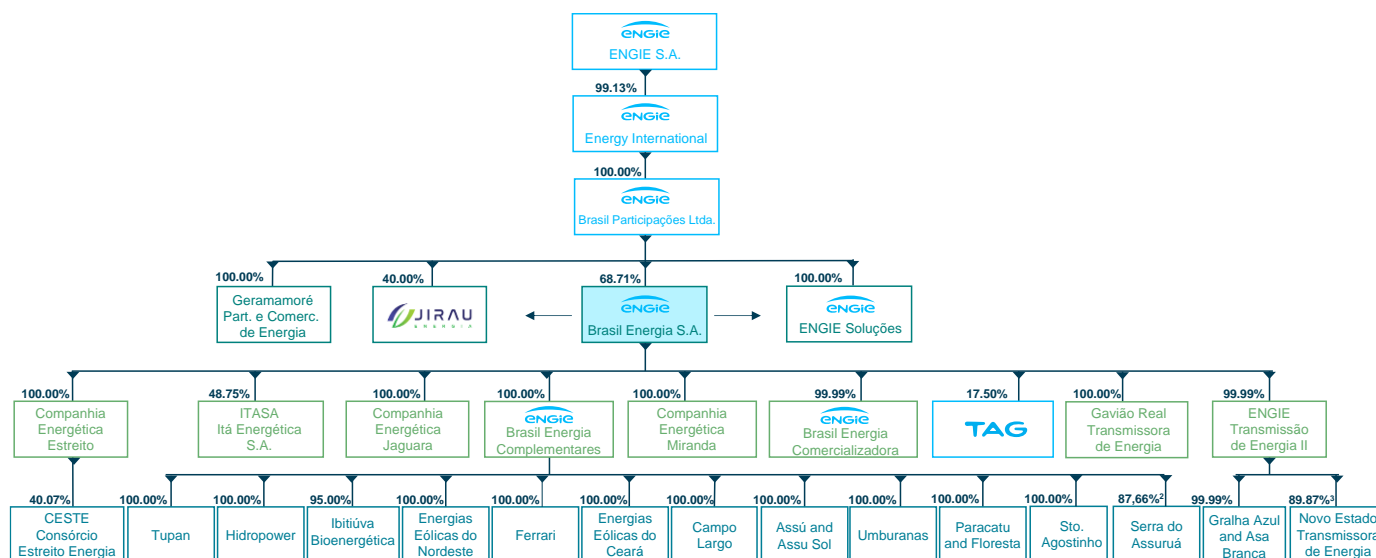 ENGIE
ENGIE S.A.
99.13%
ENGIE
Energy International
100.00%
ENGIE
Brasil Participações Ltda.
100.00%
40.00%
68.71%
100.00%
Geramamoré
Part. e Comerc.
de Energia
JIRAU
ENERGIA
ENGIE
Brasil Energia S.A.
ENGIE
ENGIE Soluções
100.00%
48.75%
100.00%
100.00%
100.00%
99.99%
17.50%
100.00%
99.99%
Companhia
Energética
Estreito
ITASA
Itá Energética
S.A.
Companhia
Energética
Jaguara
ENGIE
Brasil Energia
Complementares
Companhia
Energética
Miranda
ENGIE
Brasil Energia
Comercializadora
TAG
Gavião Real
Transmissora
de Energia
ENGIE
Transmissão
de Energia II
40.07%
100.00%
100.00%
95.00%
100.00%
100.00%
100.00%
100.00%
100.00%
100.00%
100.00%
100.00%
87,66%²
99.99%
89.87%³
CESTE
Consórcio
Estreito Energia
Tupan
Hidropower
Ibitiúva
Bioenergética
Energias
Eólicas do
Nordeste
Ferrari
Energias
Eólicas do
Ceará
Campo
Largo
Assú and
Assu Sol
Umburanas
Paracatu
and Floresta
Sto.
Agostinho
Serra do
Assuruá
Gralha Azul
and Asa
Branca
Novo Estado
Transmissora
de Energia